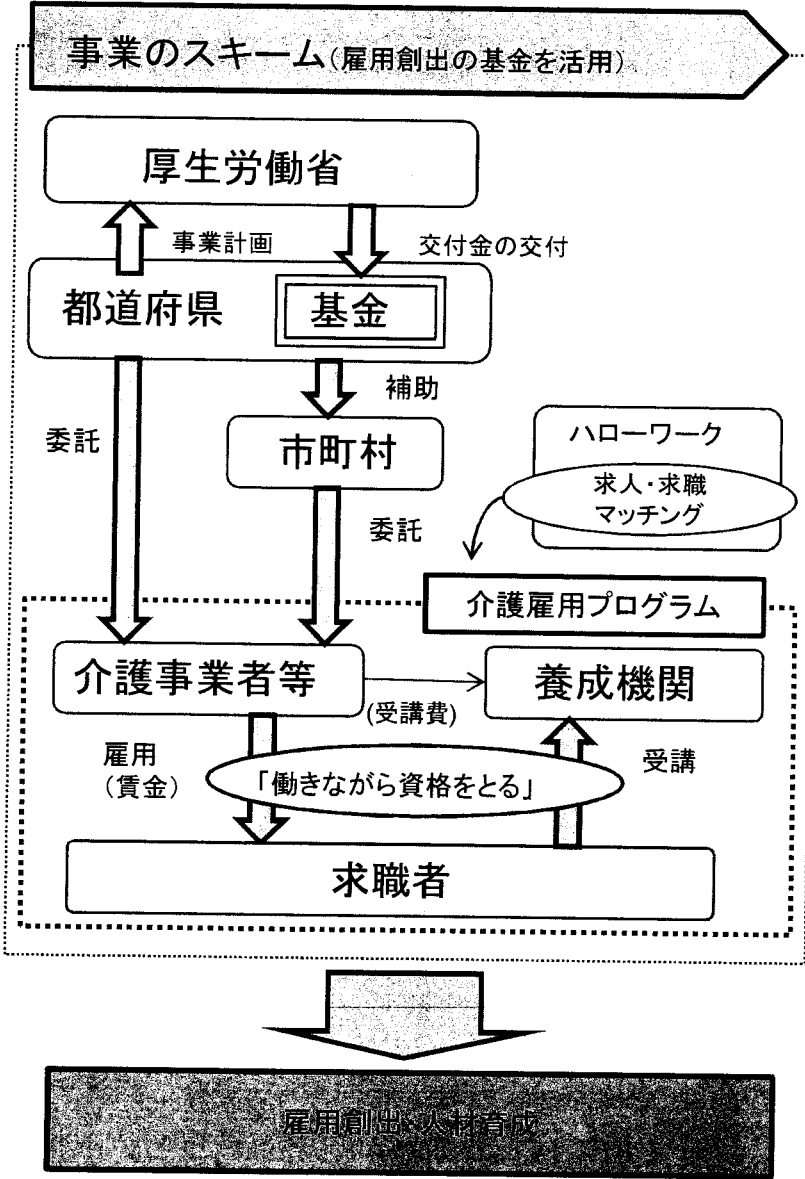 事業のスキーム(雇用創出の基金を活用)
厚生労働省
事業計画
交付金の交付
都道府県
基金
補助
委託
市町村
ハローワーク
求人・求職
マッチング
委託
介護雇用プログラム
介護事業者等
(受講費)
養成機関
雇用
(賃金)
「働きながら資格をとる」
受講
求職者
雇用創出・人材育成